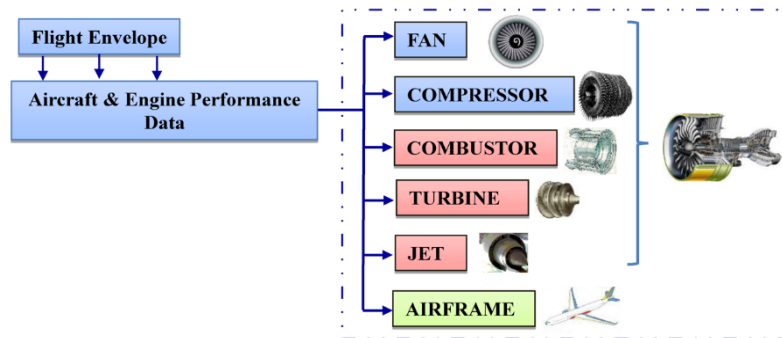 Flight Envelope
Aircraft & Engine Performance
Data
FAN
COMPRESSOR
COMBUSTOR
TURBINE
JET
AIRFRAME